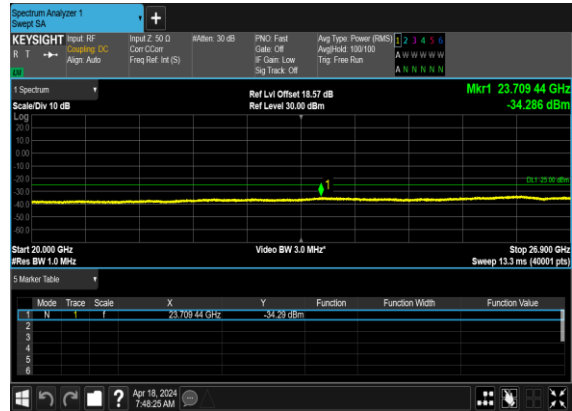 Spectrum Analyzer 1
Swept SA
+
KEYSIGHT Input: RF Input Z: 50 Ω #Atten: 30 dB PNO: Fast Avg Type: Power (RMS) 1 2 3 4 5 6
R T Coupling: DC Corr CCorr Gate: Off Avg|Hold: 100/100 A W W W W W
Align: Auto Freq Ref: Int (S) IF Gain: Low Trig: Free Run
Sig Track: Off A N N N N N
LXI
1 Spectrum Ref Lvl Offset 18.57 dB Mkr1 23.709 44 GHz
Scale/Div 10 dB Ref Level 30.00 dBm -34.286 dBm
Log
20.0
10.0
0.00
-10.0
-20.0
DL1 -25.00 dBm
1
-30.0
-40.0
-50.0
-60.0
Start 20.000 GHz Video BW 3.0 MHz* Stop 26.900 GHz
#Res BW 1.0 MHz Sweep 13.3 ms (40001 pts)
5 Marker Table
Mode Trace Scale X Y Function Function Width Function Value
1 N 1 f 23.709 44 GHz -34.29 dBm
2
3
4
5
6
? Apr 18, 2024
7:48:25 AM